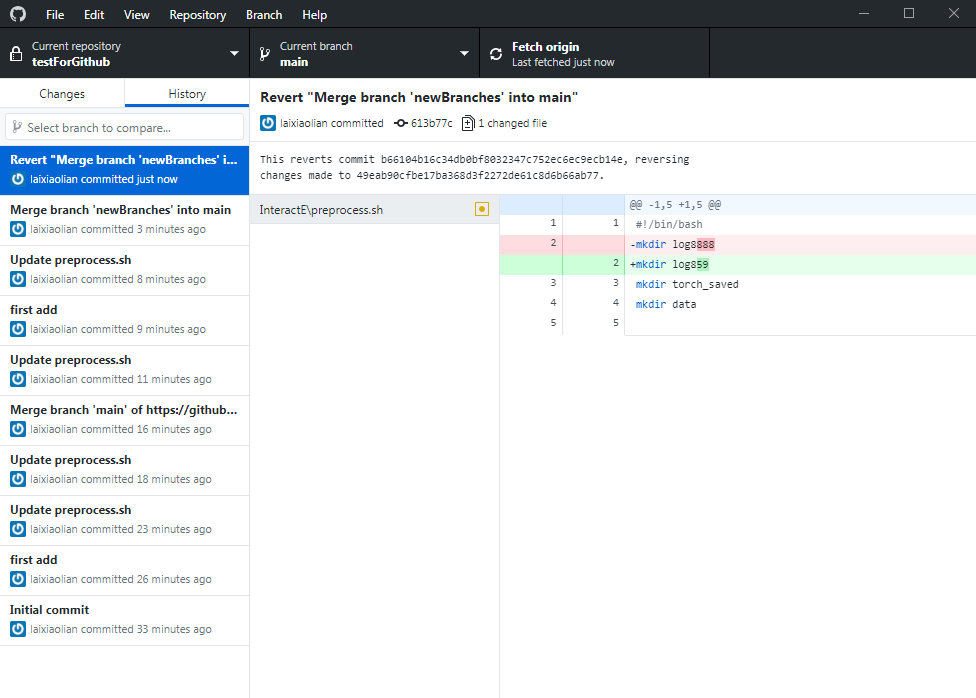 File Edit View Repository Branch Help
Current repository
testForGithub
Current branch
main
Fetch origin
Last fetched just now
Changes History
Select branch to compare...
Revert "Merge branch 'newBranches' i...
laixiaolian committed just now
Merge branch 'newBranches' into main
laixiaolian committed 3 minutes ago
Update preprocess.sh
laixiaolian committed 8 minutes ago
first add
laixiaolian committed 9 minutes ago
Update preprocess.sh
laixiaolian committed 11 minutes ago
Merge branch 'main' of https://github...
laixiaolian committed 16 minutes ago
Update preprocess.sh
laixiaolian committed 18 minutes ago
Update preprocess.sh
laixiaolian committed 23 minutes ago
first add
laixiaolian committed 26 minutes ago
Initial commit
laixiaolian committed 33 minutes ago
Revert "Merge branch 'newBranches' into main"
laixiaolian committed 613b77c 1 changed file
This reverts commit b66104b16c34db0bf8032347c752ec6ec9ecb14e, reversing
changes made to 49eab90cfbe17ba368d3f2272de61c8d6b66ab77.
InteractE\preprocess.sh
@@ -1,5 +1,5 @@
1 1 #!/bin/bash
2 -mkdir log8888
2 +mkdir log859
3 3 mkdir torch_saved
4 4 mkdir data
5 5